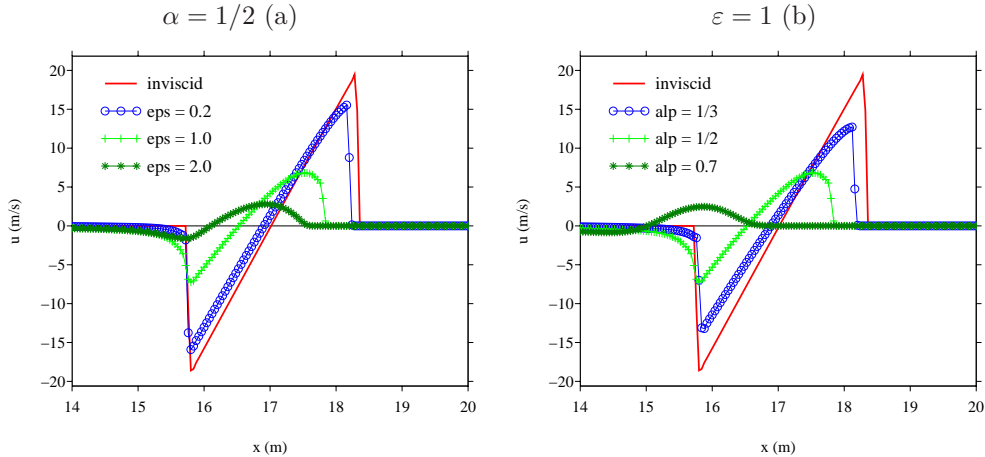 α = 1/2 (a)
20
15
10
5
0
−5
−10
−15
−20
u (m/s)
inviscid
eps = 0.2
eps = 1.0
eps = 2.0
14 15 16 17 18 19 20
x (m)
ε = 1 (b)
20
15
10
5
0
−5
−10
−15
−20
u (m/s)
inviscid
alp = 1/3
alp = 1/2
alp = 0.7
14 15 16 17 18 19 20
x (m)